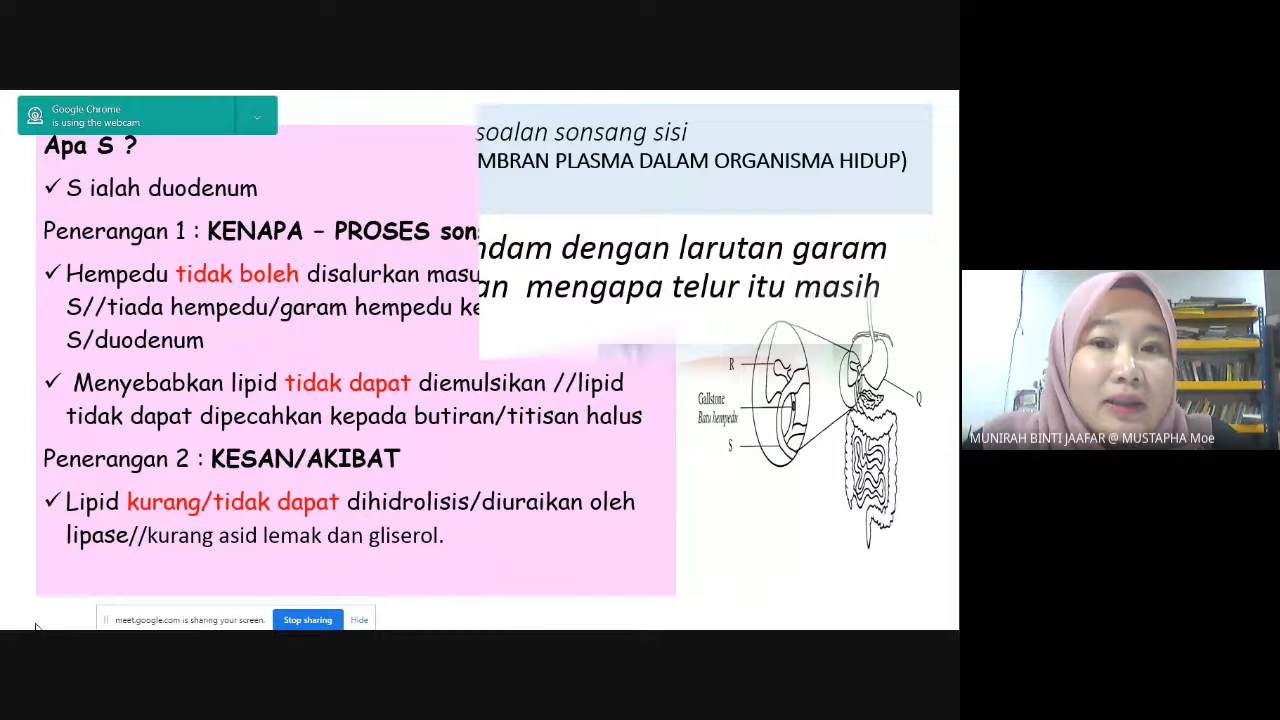 Google Chrome
is using the webcam
Apa S ?
✓ S ialah duodenum
Penerangan 1 : KENAPA – PROSES
✓ Hempedu tidak boleh disalurkan
S//tiada hempedu/garam hempedu
S/duodenum
✓ Menyebabkan lipid tidak dapat diemulsikan //lipid
tidak dapat dipecahkan kepada butiran/titisan halus
Penerangan 2 : KESAN/AKIBAT
✓ Lipid kurang/tidak dapat dihidrolisis/diuraikan oleh
lipase//kurang asid lemak dan gliserol.
soalan sonsang sisi
MBRAN PLASMA DALAM ORGANISMA HIDUP)
ndam dengan larutan garam
an mengapa telur itu masih
R
Gallstone
Batu hempedu
S
Q
meet.google.com is sharing your screen.
Stop sharing
Hide
MUNIRAH BINTI JAAFAR @ MUSTAPHA Moe